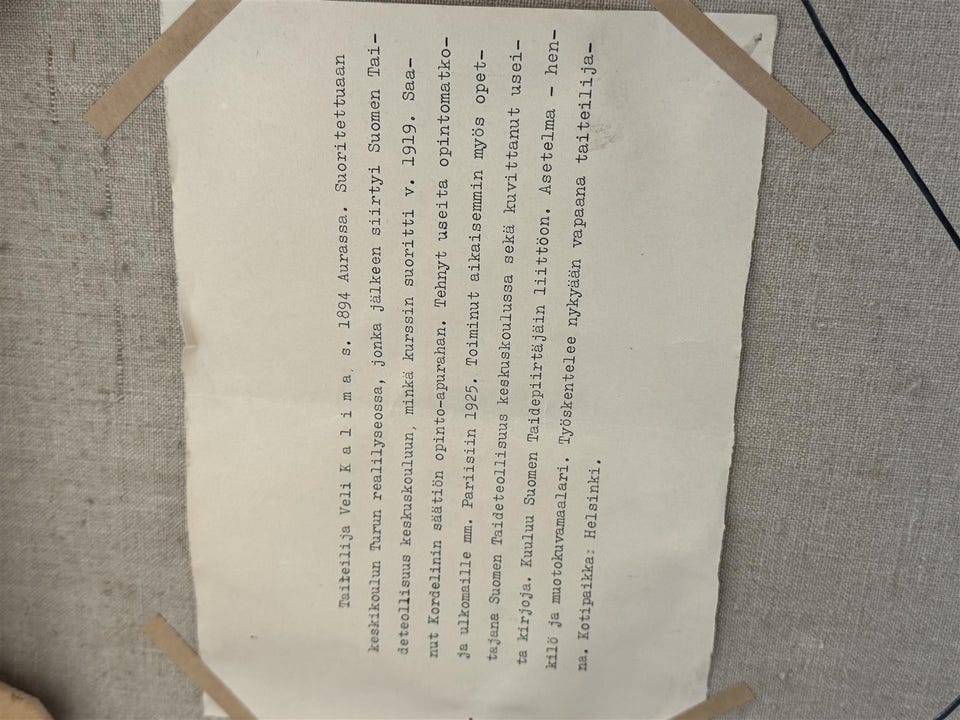 Taiteilija Veli K a l i m a, s. 1894 Aurassa. Suoritettuaan
keskikoulun Turun realilyseossa, jonka jälkeen siirtyi Suomen Tai-
deteollisuus keskuskouluun, minkä kurssin suoritti v. 1919. Saa-
nut Kordelinin säätiön opinto-apurahan. Tehnyt useita opintomatko-
ja ulkomaille mm. Pariisiin 1925. Toiminut aikaisemmin myös opet-
tajana Suomen Taideteollisuus keskuskoulussa sekä kuvittanut usei-
ta kirjoja. Kuuluu Suomen Taidepiirtäjäin liittöon. Asetelma - hen-
kilö ja muotokuvamaalari. Työskentelee nykyään vapaana taiteilija-
na. Kotipaikka: Helsinki.